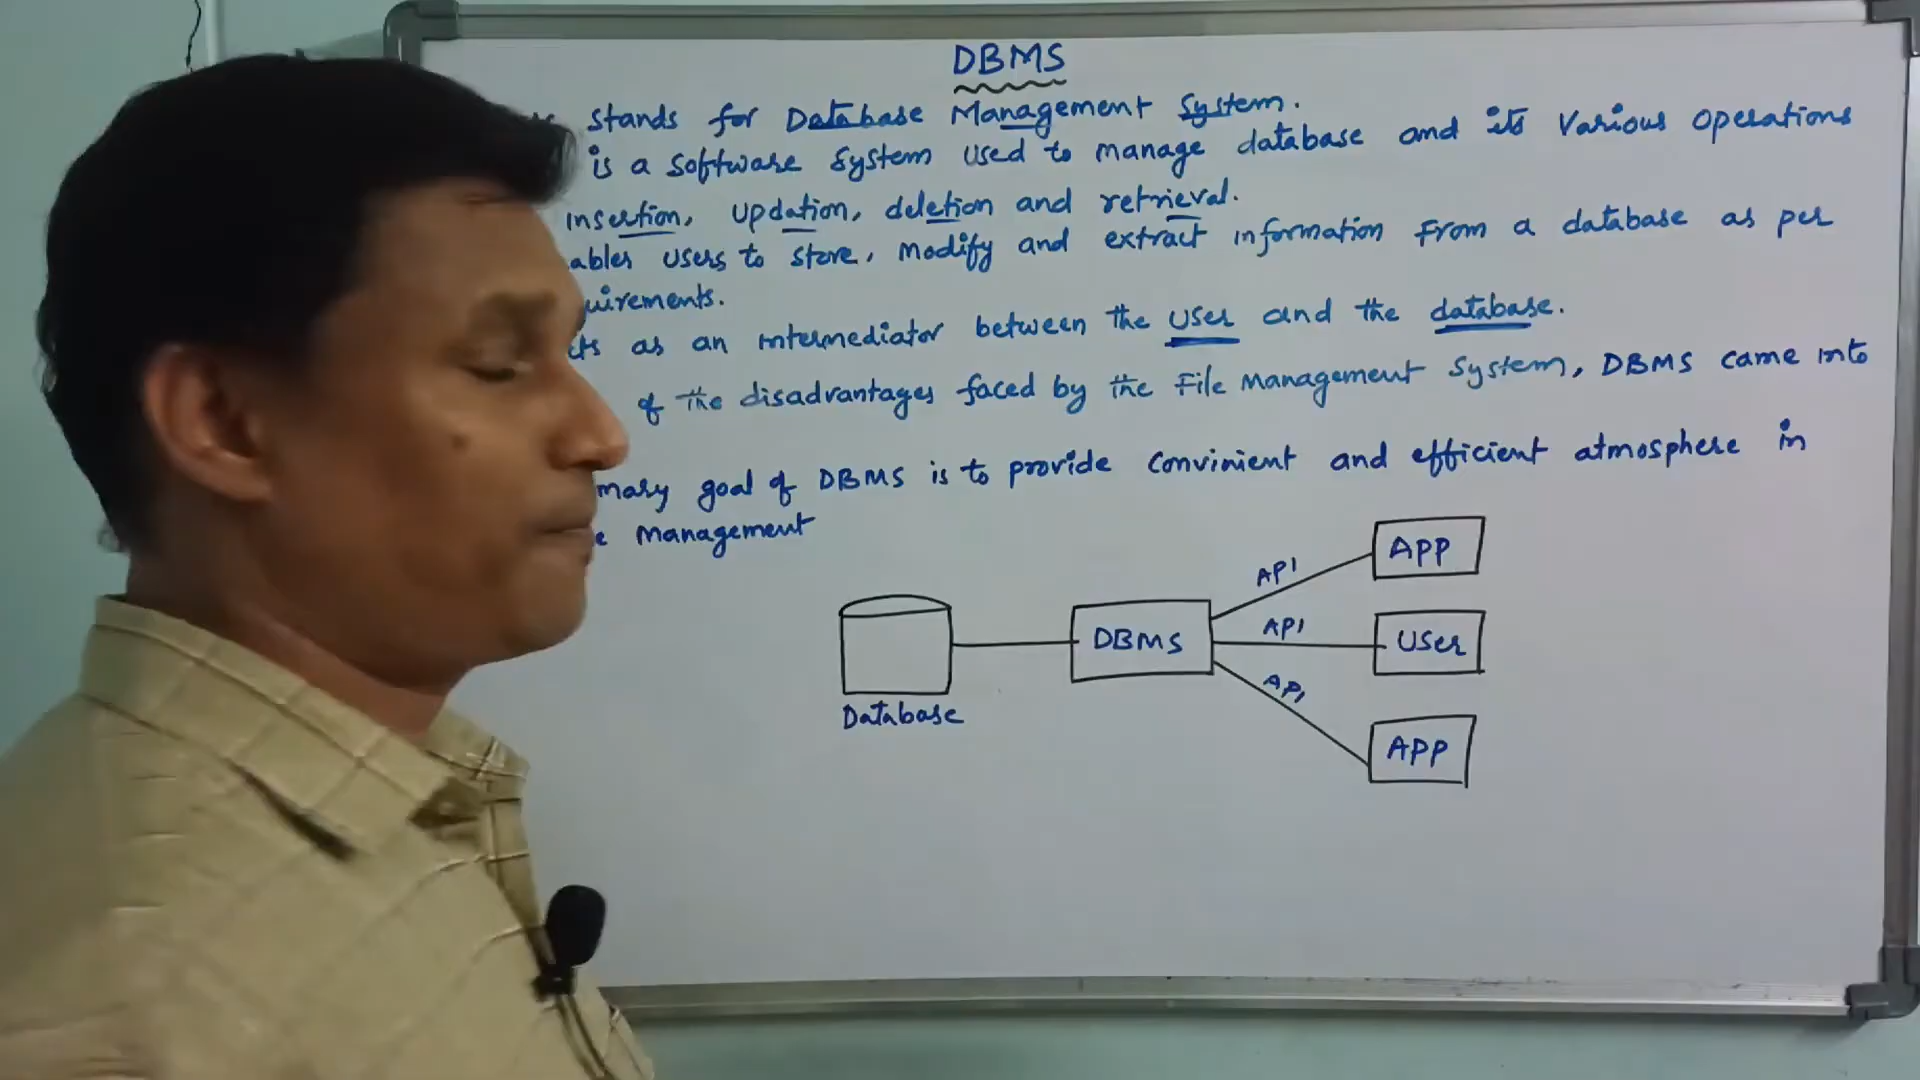 DBMS
stands for Database Management System.
is a software system used to manage database and its various operations
insertion, updation, deletion and retrieval.
ables users to store, modify and extract information from a database as per
uirements.
cts as an intermediator between the user and the database.
of the disadvantages faced by the File Management System, DBMS came into
mary goal of DBMS is to provide convinient and efficient atmosphere in
e management
API
APP
DBMS
API
User
Database
API
APP